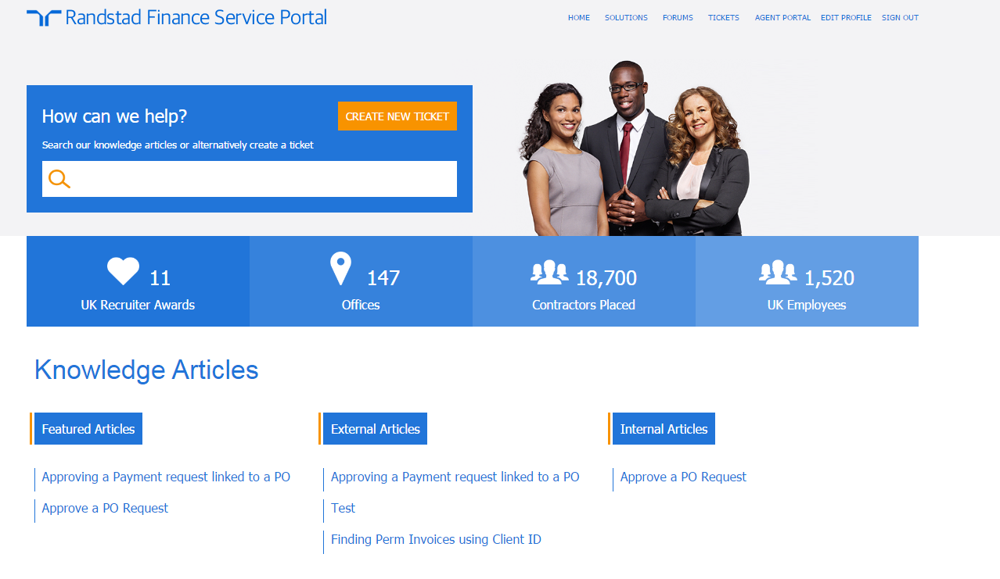 Randstad Finance Service Portal
HOME SOLUTIONS FORUMS TICKETS AGENT PORTAL EDIT PROFILE SIGN OUT
How can we help?
CREATE NEW TICKET
Search our knowledge articles or alternatively create a ticket
11
UK Recruiter Awards
147
Offices
18,700
Contractors Placed
1,520
UK Employees
Knowledge Articles
Featured Articles
Approving a Payment request linked to a PO
Approve a PO Request
External Articles
Approving a Payment request linked to a PO
Test
Finding Perm Invoices using Client ID
Internal Articles
Approve a PO Request